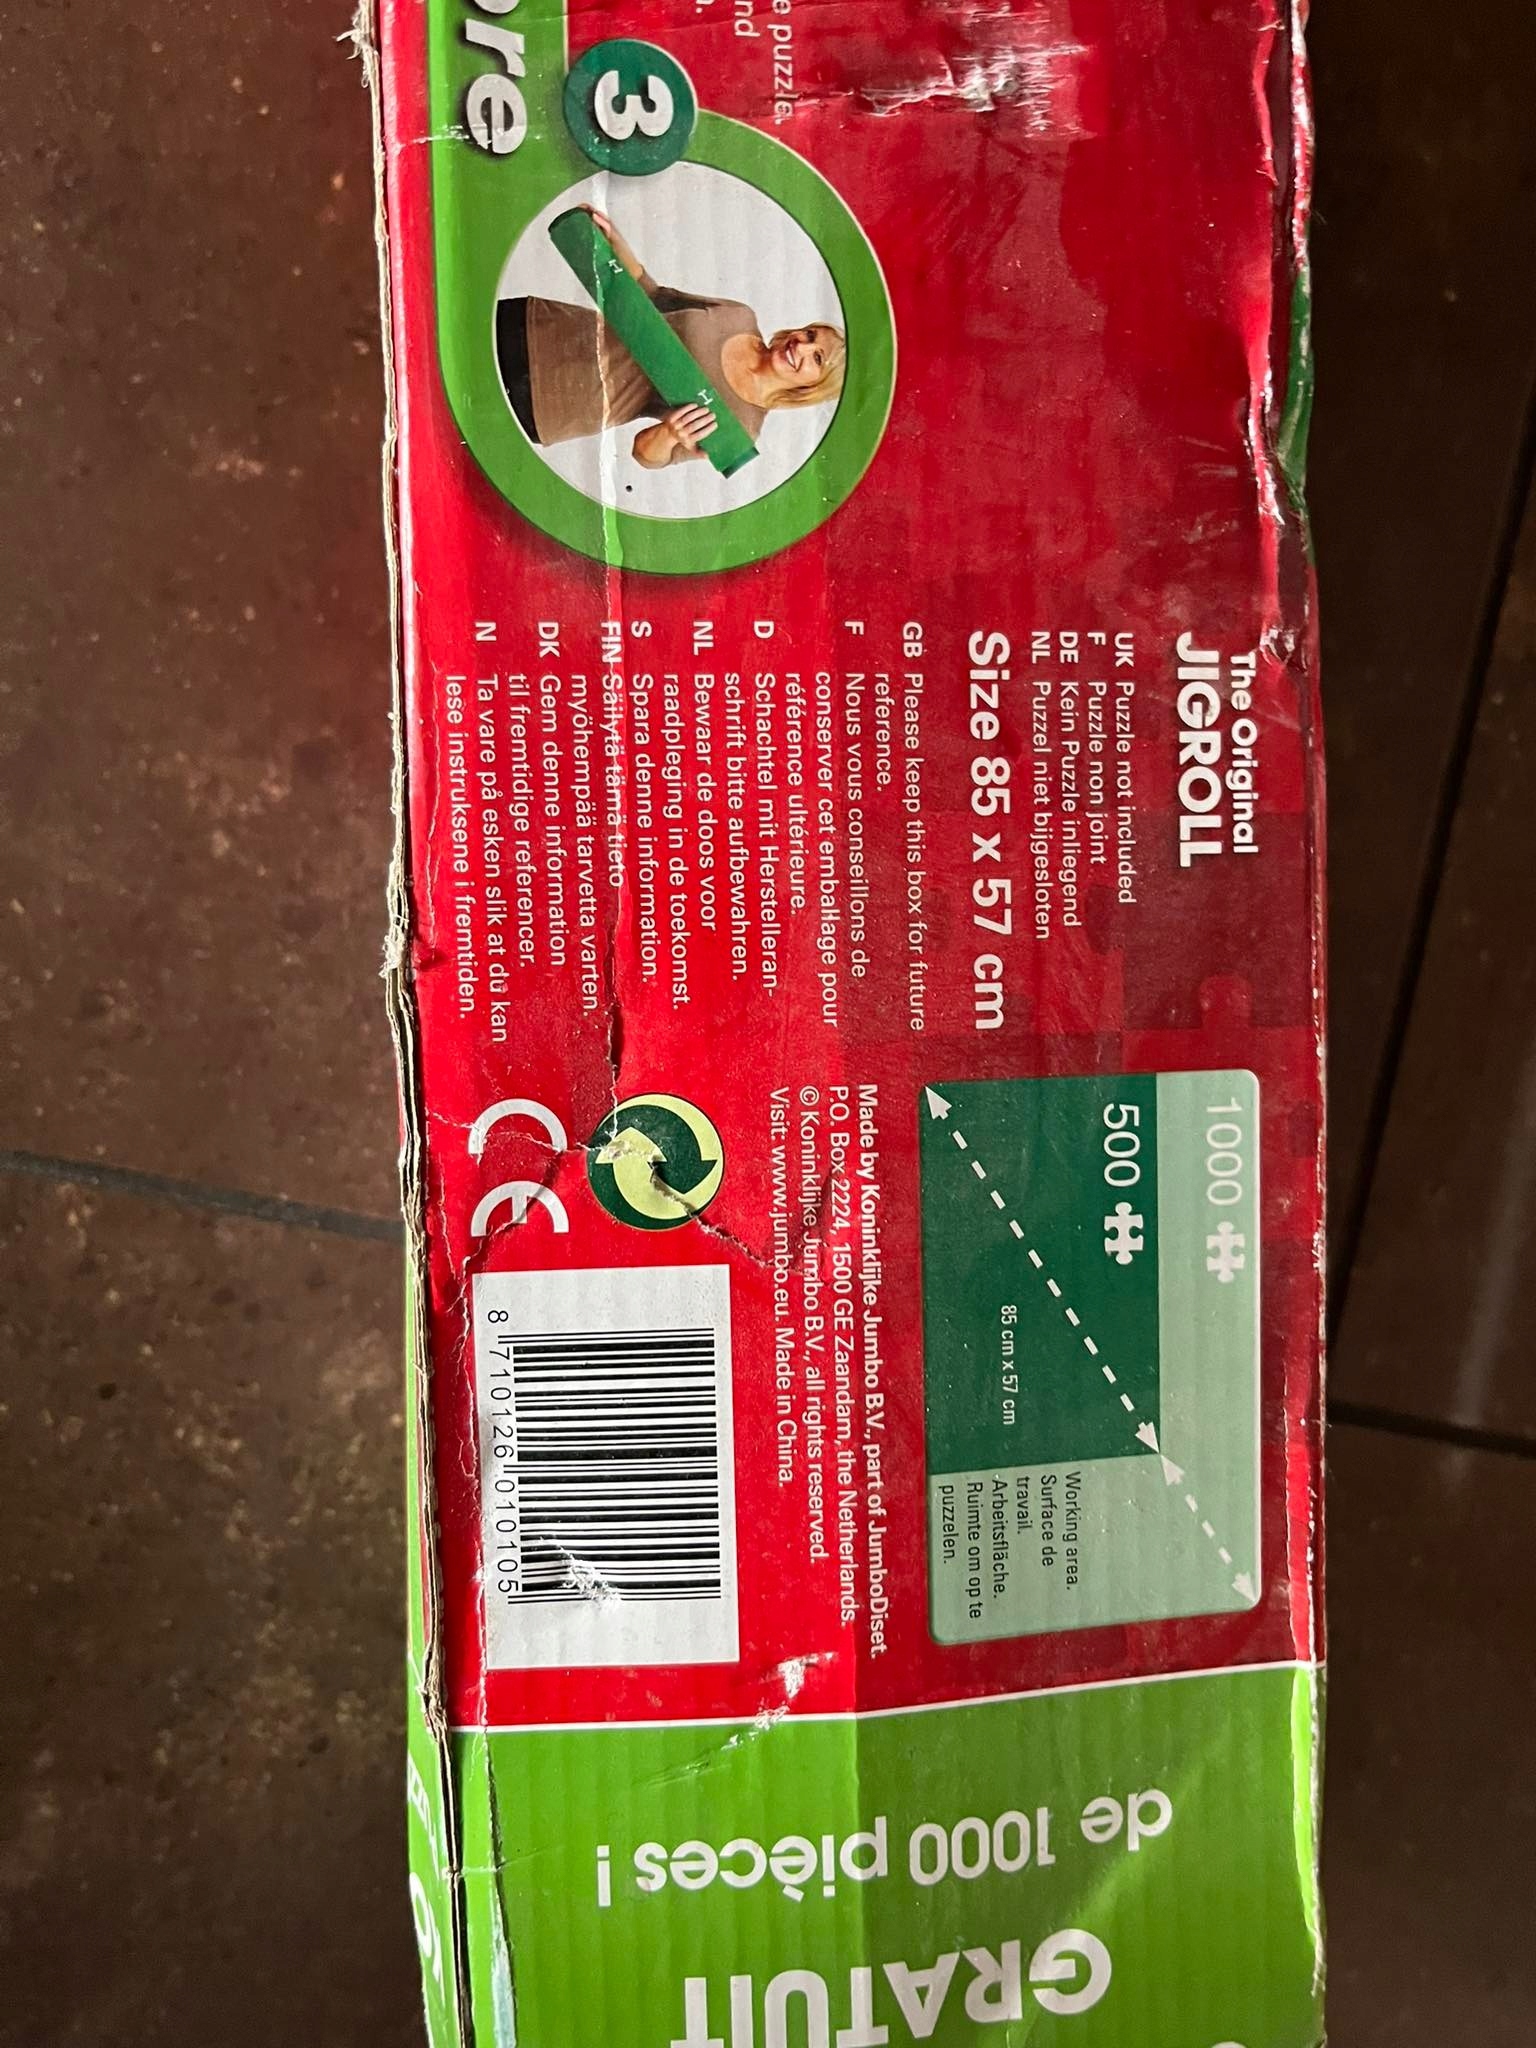 ore
3
e puzzle.
nd
The Original
JIGROLL
UK Puzzle not included
F Puzzle non joint
DE Kein Puzzle inliegend
NL Puzzel niet bijgesloten
Size 85 x 57 cm
GB Please keep this box for future
reference.
F Nous vous conseillons de
conserver cet emballage pour
référence ultérieure.
D Schachtel mit Herstelleran-
schrift bitte aufbewahren.
NL Bewaar de doos voor
raadpleging in de toekomst.
S Spara denne information.
FIN Säilytä tämä tieto
myöhempää tarvetta varten.
DK Gem denne information
til fremtidige referencer.
N Ta vare på esken slik at du kan
lese instruksene i fremtiden.
1000
500
85 cm x 57 cm
Working area.
Surface de
travail.
Arbeitsfläche.
Ruimte om op te
puzzelen.
Made by Koninklijke Jumbo B.V., part of JumboDiset.
P.O. Box 2224, 1500 GE Zaandam, the Netherlands.
© Koninklijke Jumbo B.V., all rights reserved.
Visit: www.jumbo.eu. Made in China.
CE
8 710126 010105
GRATUIT
de 1000 pièces !